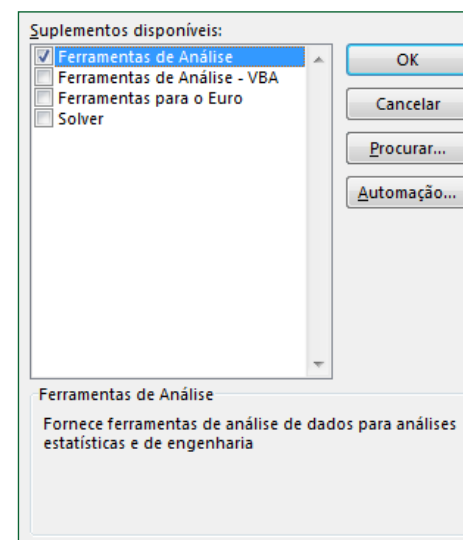 Suplementos disponíveis:
Ferramentas de Análise
Ferramentas de Análise - VBA
Ferramentas para o Euro
Solver
OK
Cancelar
Procurar...
Automação...
Ferramentas de Análise
Fornece ferramentas de análise de dados para análises
estatísticas e de engenharia